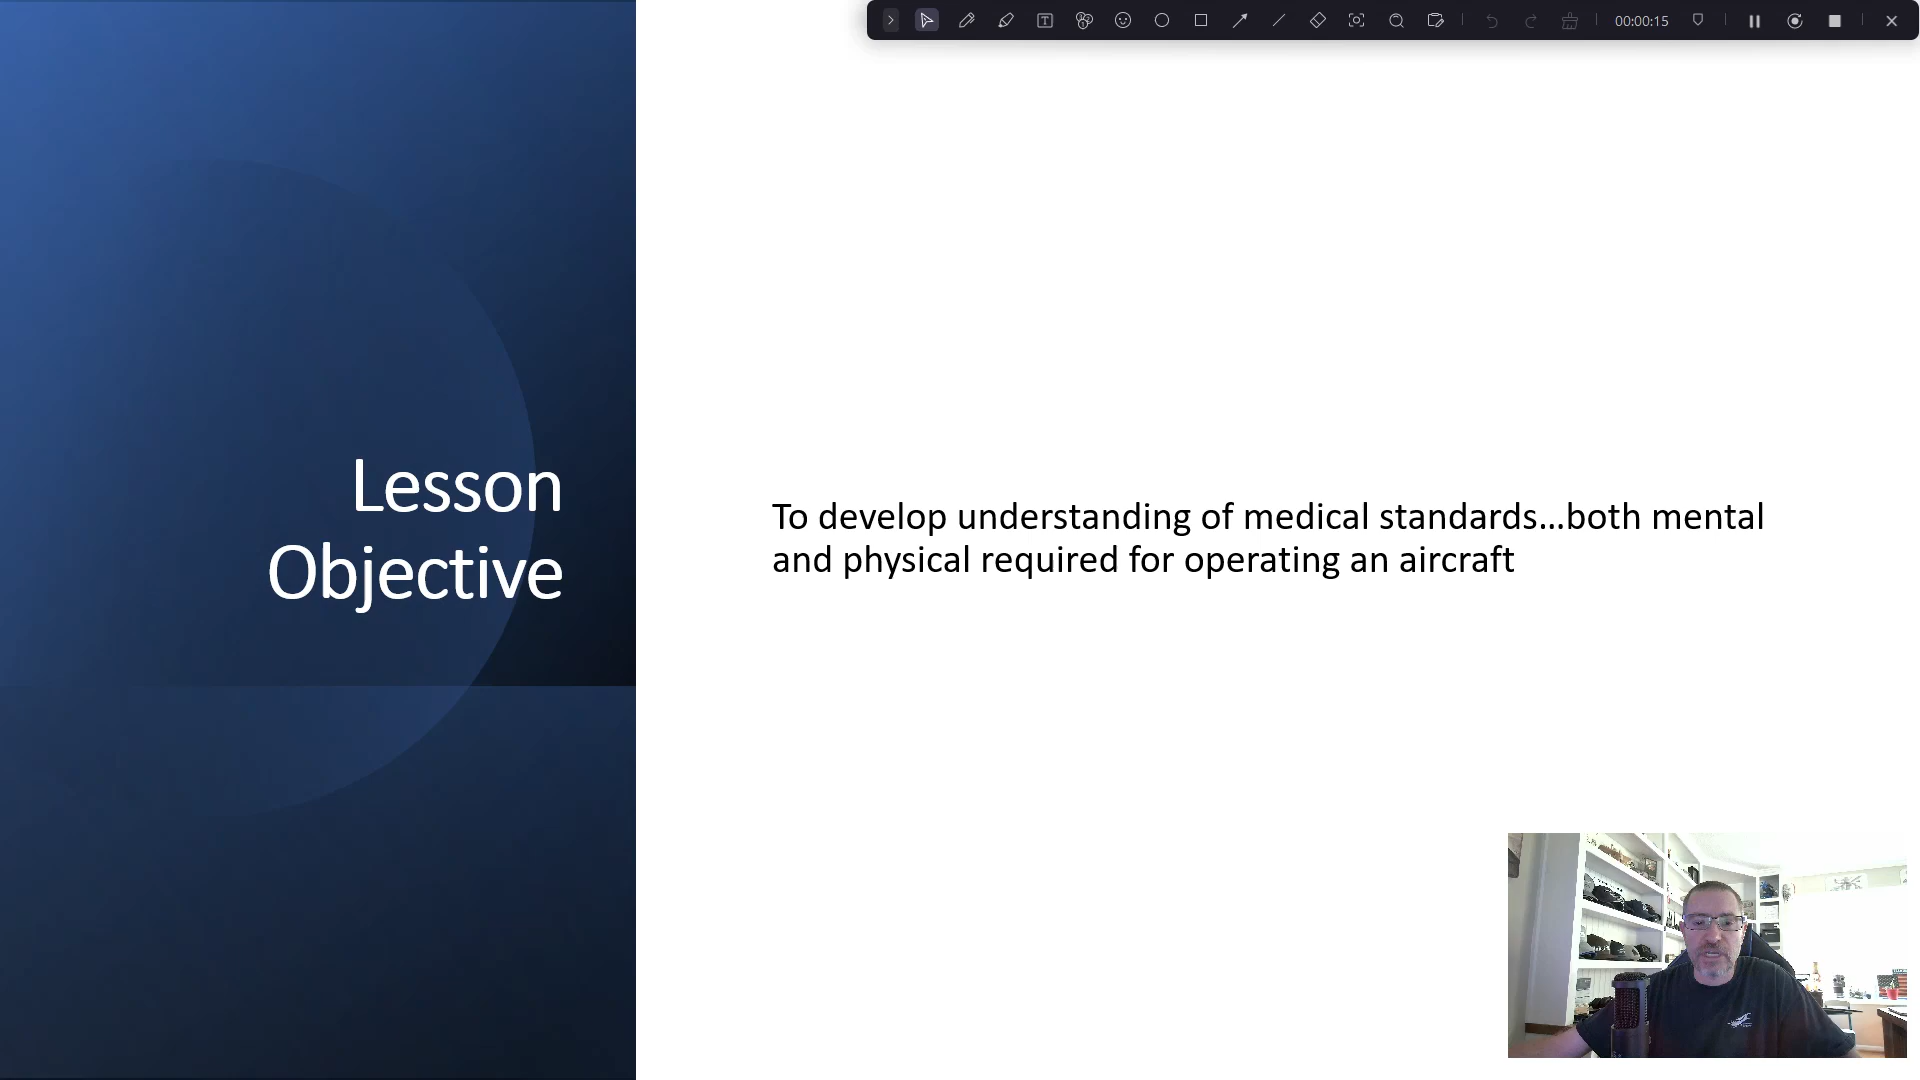 00:00:15
Lesson
Objective
To develop understanding of medical standards...both mental
and physical required for operating an aircraft